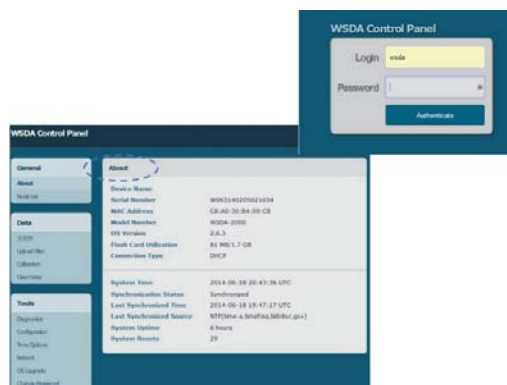 WSDA Control Panel
Login wsda
Password
Authenticate
WSDA Control Panel
General
About
Node List
Data
Upload Files
Calibration
Clear Data
Tools
Diagnostics
Configuration
Time Options
Reboot
OS Upgrade
Change Password
About
Device Name
Serial Number W063140205021034
MAC Address C8:A0:30:B4:09:CB
Model Number WSDA-2000
OS Version 2.6.3
Flash Card Utilization 81 MB/1.7 GB
Connection Type DHCP
System Time 2014-06-18 20:43:36 UTC
Synchronization Status Synchronized
Last Synchronized Time 2014-06-18 19:47:17 UTC
Last Synchronized Source
System Uptime 6 hours
System Resets 29